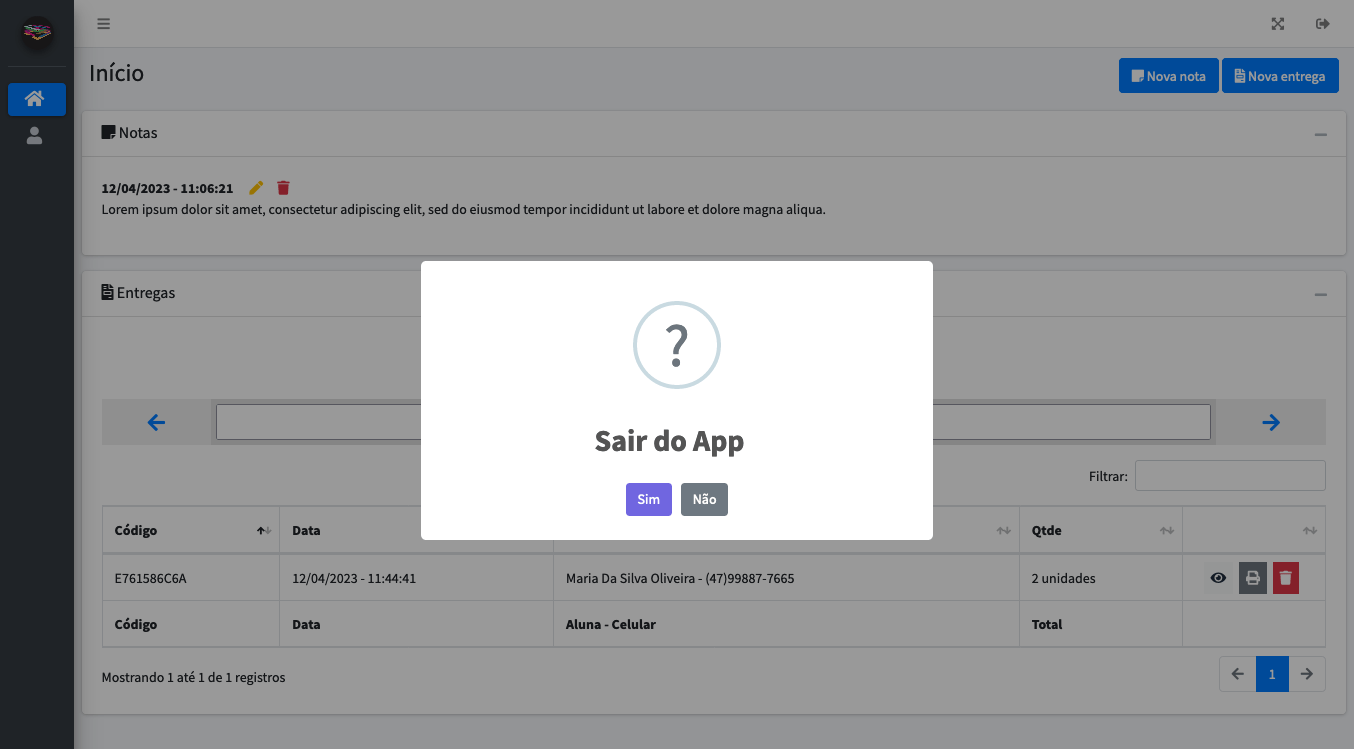 Início
Nova nota
Nova entrega
Notas
12/04/2023 - 11:06:21
Lorem ipsum dolor sit amet, consectetur adipiscing elit, sed do eiusmod tempor incididunt ut labore et dolore magna aliqua.
Entregas
?
Sair do App
Sim
Não
Filtrar:
Código
Data
Qtde
E761586C6A
12/04/2023 - 11:44:41
Maria Da Silva Oliveira - (47)99887-7665
2 unidades
Código
Data
Aluna - Celular
Total
Mostrando 1 até 1 de 1 registros
1